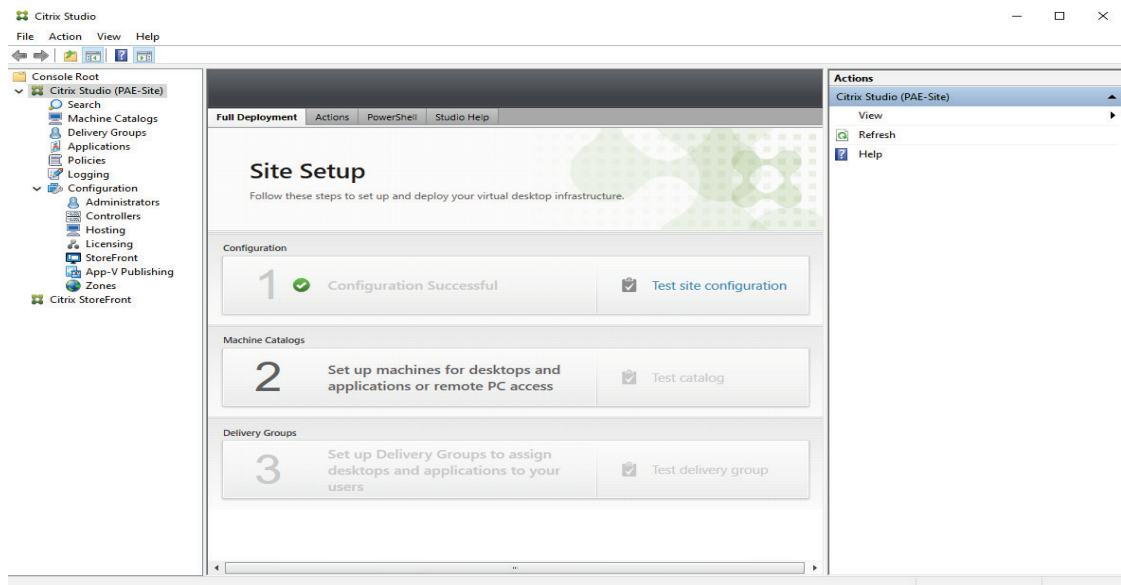 Citrix Studio
File Action View Help
Console Root
Citrix Studio (PAE-Site)
Search
Machine Catalogs
Delivery Groups
Applications
Policies
Logging
Configuration
Administrators
Controllers
Hosting
Licensing
StoreFront
App-V Publishing
Zones
Citrix StoreFront
Full Deployment Actions PowerShell Studio Help
Site Setup
Follow these steps to set up and deploy your virtual desktop infrastructure.
Configuration
1 Configuration Successful Test site configuration
Machine Catalogs
2 Set up machines for desktops and
applications or remote PC access
Test catalog
Delivery Groups
3 Set up Delivery Groups to assign
desktops and applications to your
users
Test delivery group
Actions
Citrix Studio (PAE-Site)
View
Refresh
Help